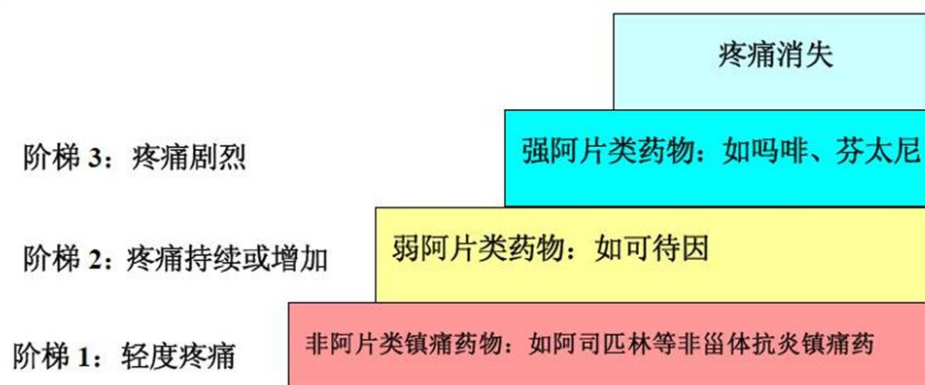 疼痛消失
阶梯 3：疼痛剧烈
强阿片类药物：如吗啡、芬太尼
阶梯 2：疼痛持续或增加
弱阿片类药物：如可待因
阶梯 1：轻度疼痛
非阿片类镇痛药物：如阿司匹林等非甾体抗炎镇痛药